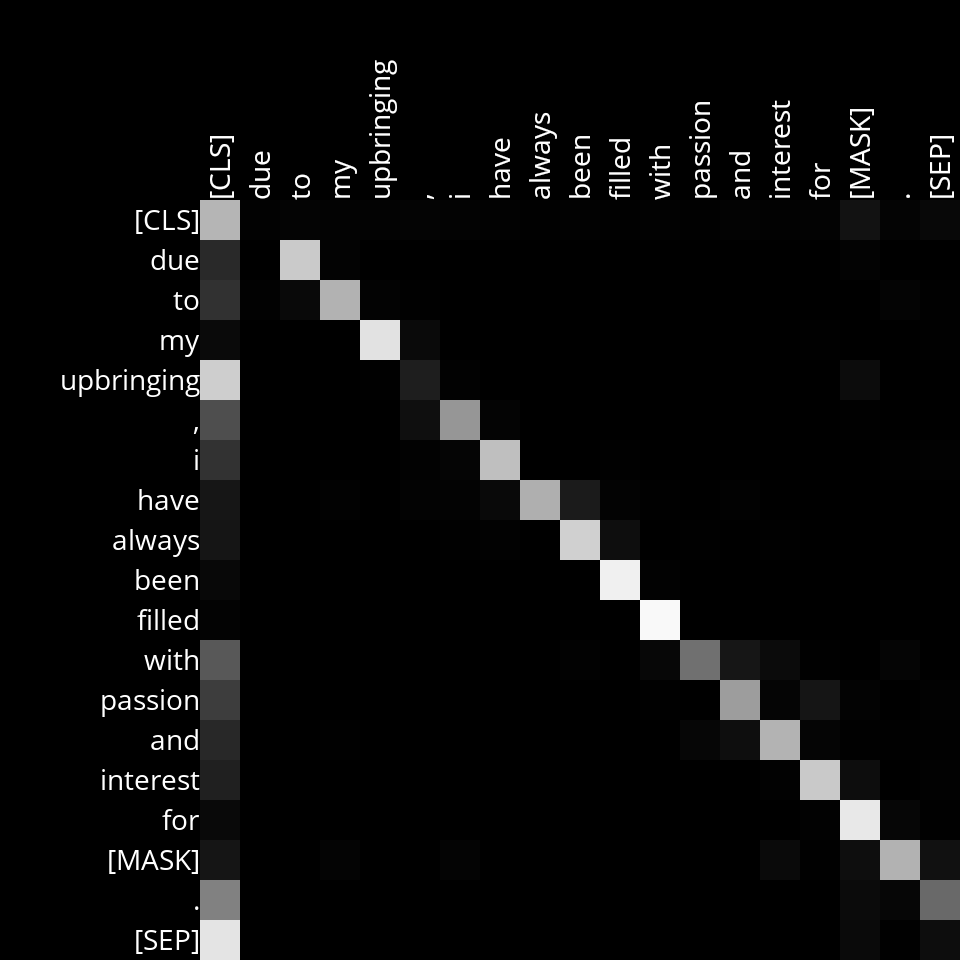 [CLS] due to my upbringing , i have always been filled with passion and interest for [MASK] . [SEP]
[CLS]
due
to
my
upbringing
,
i
have
always
been
filled
with
passion
and
interest
for
[MASK]
.
[SEP]